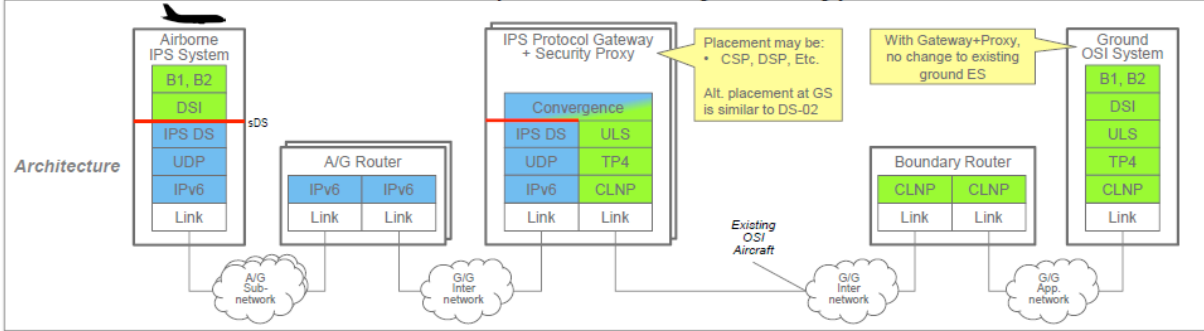 Architecture
Airborne
IPS System
B1, B2
DSI
sDS
IPS DS
UDP
IPv6
Link
A/G
Sub-
network
A/G Router
IPv6 IPv6
Link Link
G/G
Inter
network
IPS Protocol Gateway
+ Security Proxy
Convergence
IPS DS ULS
UDP TP4
IPv6 CLNP
Link Link
Placement may be:
• CSP, DSP, Etc.
Alt. placement at GS
is similar to DS-02
Existing
OSI
Aircraft
G/G
Inter
network
With Gateway+Proxy,
no change to existing
ground ES
Boundary Router
CLNP CLNP
Link Link
G/G
App.
network
Ground
OSI System
B1, B2
DSI
ULS
TP4
CLNP
Link